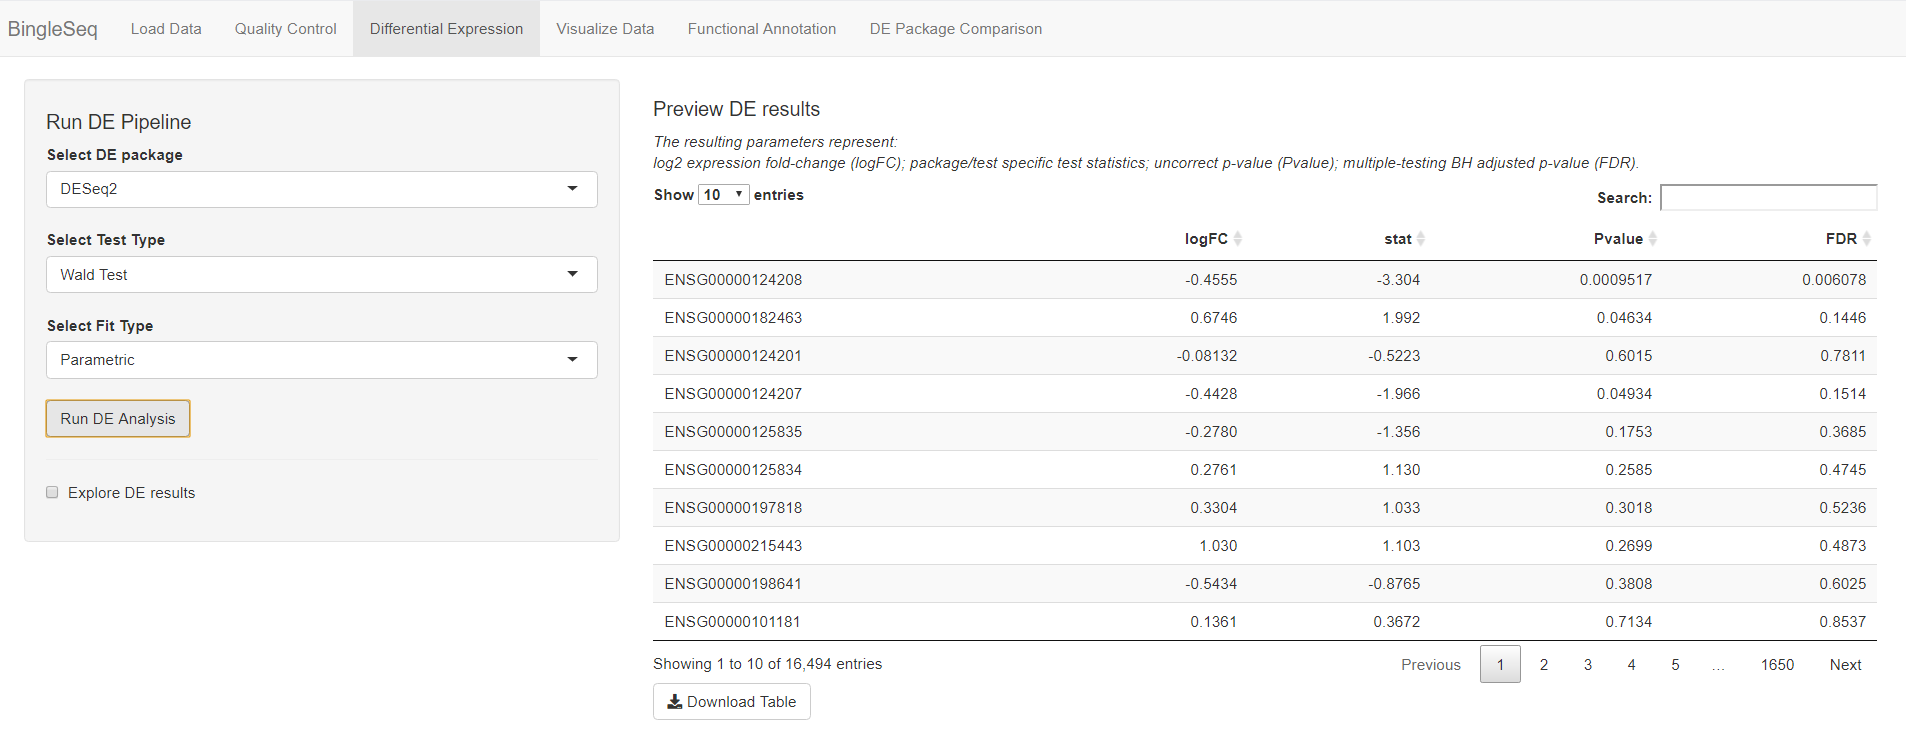 BingleSeq Load Data Quality Control Differential Expression Visualize Data Functional Annotation DE Package Comparison
Run DE Pipeline
Select DE package
DESeq2
Select Test Type
Wald Test
Select Fit Type
Parametric
Run DE Analysis
Explore DE results
Preview DE results
The resulting parameters represent:
log2 expression fold-change (logFC); package/test specific test statistics; uncorrect p-value (Pvalue); multiple-testing BH adjusted p-value (FDR).
Show 10 entries Search:
logFC stat Pvalue FDR
ENSG00000124208 -0.4555 -3.304 0.0009517 0.006078
ENSG00000182463 0.6746 1.992 0.04634 0.1446
ENSG00000124201 -0.08132 -0.5223 0.6015 0.7811
ENSG00000124207 -0.4428 -1.966 0.04934 0.1514
ENSG00000125835 -0.2780 -1.356 0.1753 0.3685
ENSG00000125834 0.2761 1.130 0.2585 0.4745
ENSG00000197818 0.3304 1.033 0.3018 0.5236
ENSG00000215443 1.030 1.103 0.2699 0.4873
ENSG00000198641 -0.5434 -0.8765 0.3808 0.6025
ENSG00000101181 0.1361 0.3672 0.7134 0.8537
Showing 1 to 10 of 16,494 entries Previous 1 2 3 4 5 … 1650 Next
Download Table